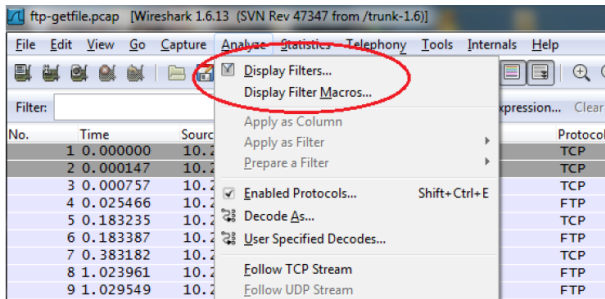 ftp-getfile.pcap [Wireshark 1.6.13 (SVN Rev 47347 from /trunk-1.6)]
File Edit View Go Capture Analyze Statistics Telephony Tools Internals Help
Display Filters...
Display Filter Macros...
Filter: xpression... Clear
Apply as Column
No. Time Sourc Protocol
Apply as Filter
1 0.000000 10.2 TCP
Prepare a Filter
2 0.000147 10.2 TCP
3 0.000757 10.2 TCP
Enabled Protocols... Shift+Ctrl+E
4 0.025466 10.2 FTP
Decode As...
5 0.183235 10.2 FTP
User Specified Decodes...
6 0.183387 10.2 FTP
7 0.383182 10.2 TCP
Follow TCP Stream
8 1.023961 10.2 FTP
Follow UDP Stream
9 1.029549 10.2 FTP